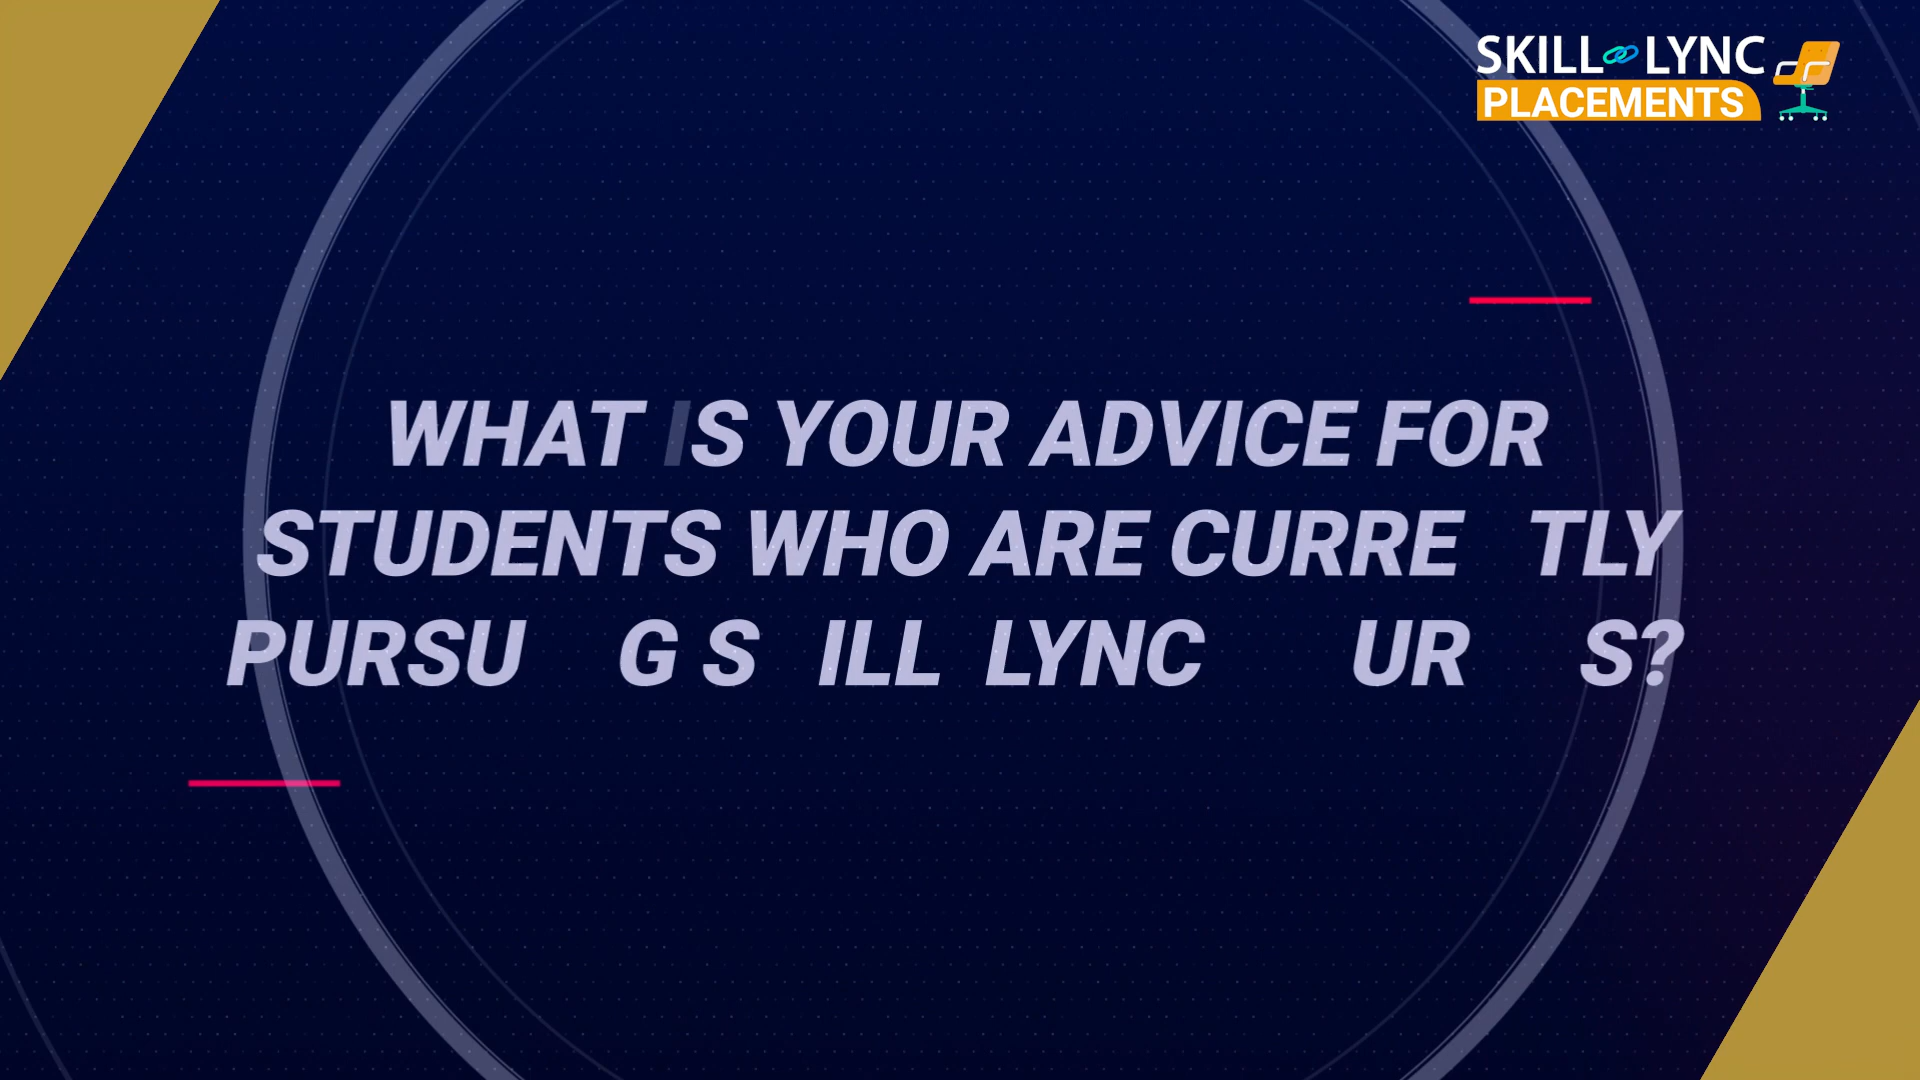 SKILL LYNC
PLACEMENTS
WHAT IS YOUR ADVICE FOR
STUDENTS WHO ARE CURRE TLY
PURSU G S ILL LYNC UR S?